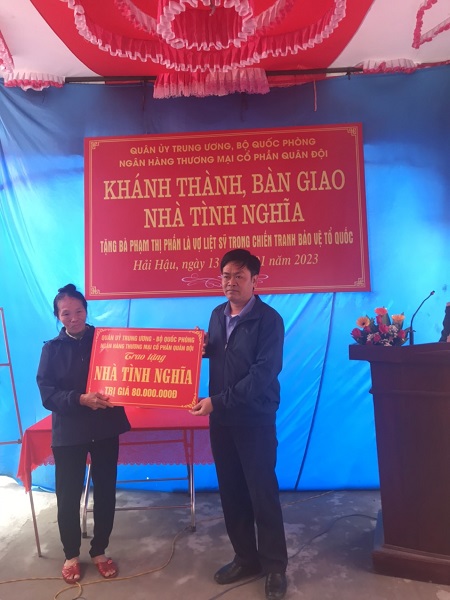 QUÂN ỦY TRUNG ƯƠNG, BỘ QUỐC PHÒNG
NGÂN HÀNG THƯƠNG MẠI CỔ PHẦN QUÂN ĐỘI
KHÁNH THÀNH, BÀN GIAO
NHÀ TÌNH NGHĨA
TẶNG BÀ PHẠM THỊ PHẤN LÀ VỢ LIỆT SỸ TRONG CHIẾN TRANH BẢO VỆ TỔ QUỐC
Hải Hậu, ngày 13 1 năm 2023
QUÂN ỦY TRUNG ƯƠNG - BỘ QUỐC PHÒNG
NGÂN HÀNG THƯƠNG MẠI CỔ PHẦN QUÂN ĐỘI
Trao tặng
NHÀ TÌNH NGHĨA
TRỊ GIÁ 80.000.000Đ